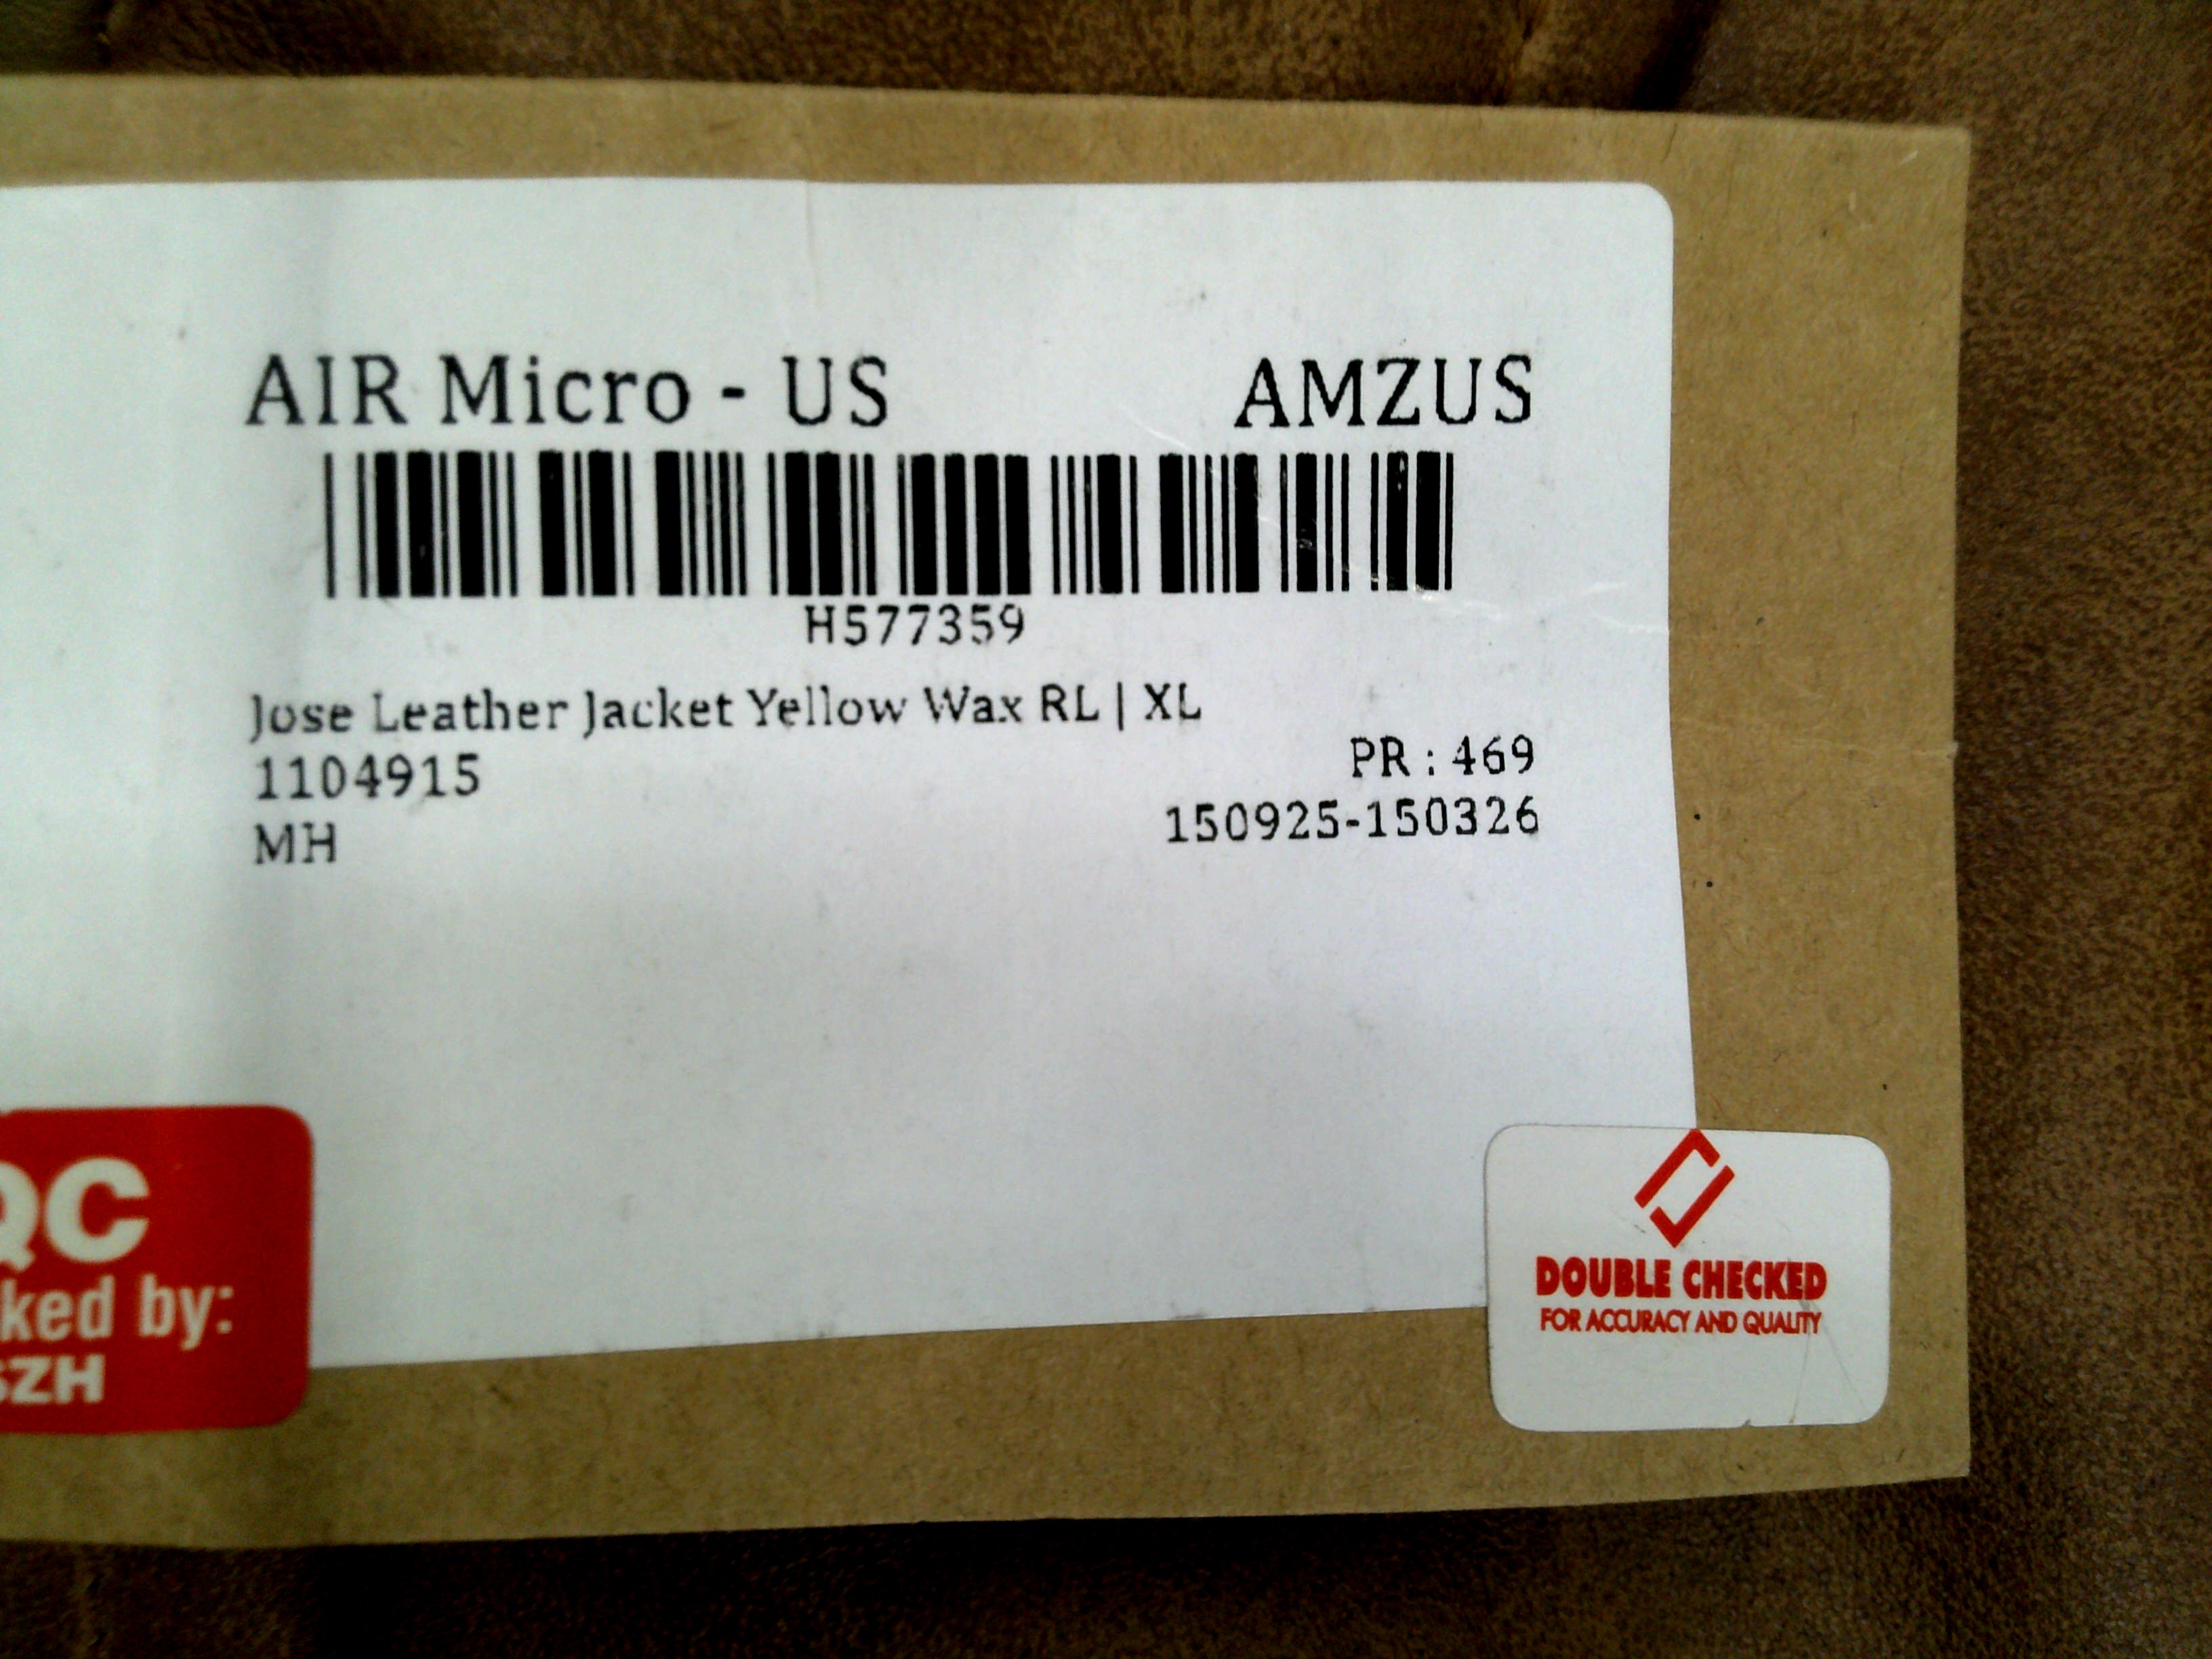 AIR Micro - US AMZUS
H577359
Jose Leather Jacket Yellow Wax RL | XL
1104915 PR : 469
MH 150925-150326
QC
ked by:
SZH
DOUBLE CHECKED
FOR ACCURACY AND QUALITY